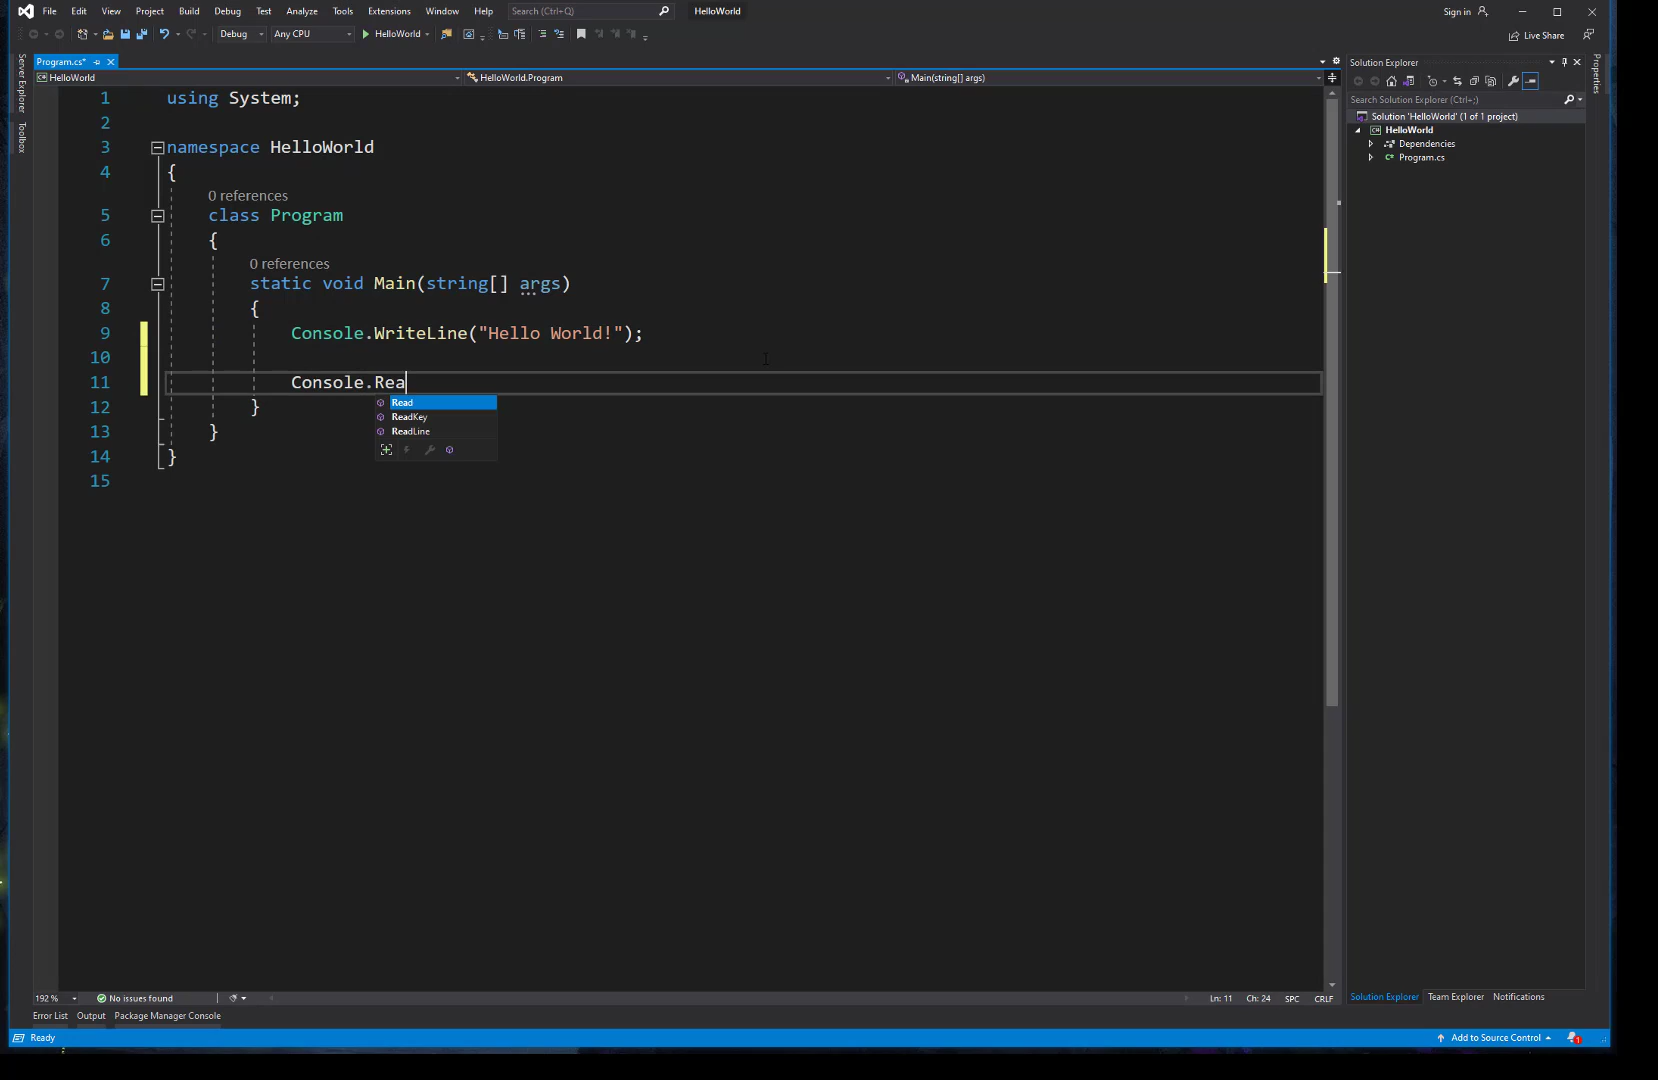 File Edit View Project Build Debug Test Analyze Tools Extensions Window Help Search (Ctrl+Q) HelloWorld Sign in
Debug Any CPU HelloWorld Live Share
Server Explorer
Toolbox
Program.cs*
HelloWorld HelloWorld.Program Main(string[] args)
1 using System;
2
3 namespace HelloWorld
4 {
0 references
5 class Program
6 {
0 references
7 static void Main(string[] args)
8 {
9 Console.WriteLine("Hello World!");
10
11 Console.Rea
Read
ReadKey
ReadLine
12 }
13 }
14 }
15
192 % No issues found Ln: 11 Ch: 24 SPC CRLF
Error List Output Package Manager Console
Solution Explorer
Search Solution Explorer (Ctrl+;)
Solution 'HelloWorld' (1 of 1 project)
HelloWorld
Dependencies
C# Program.cs
Solution Explorer Team Explorer Notifications
Properties
Ready Add to Source Control 1